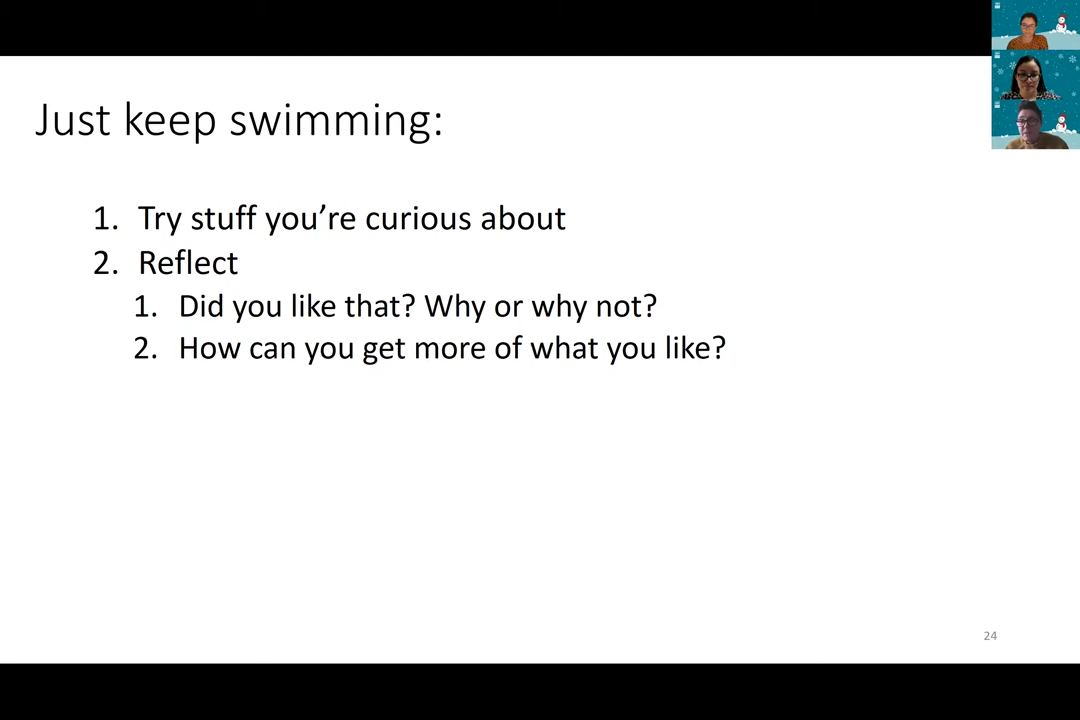 Just keep swimming:
1. Try stuff you’re curious about
2. Reflect
1. Did you like that? Why or why not?
2. How can you get more of what you like?
24